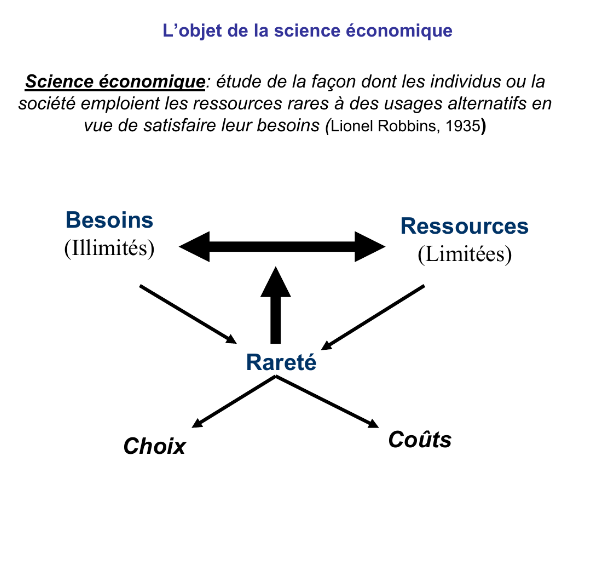 L'objet de la science économique
Science économique: étude de la façon dont les individus ou la
société emploient les ressources rares à des usages alternatifs en
vue de satisfaire leur besoins (Lionel Robbins, 1935)
Besoins
(Illimités)
Ressources
(Limitées)
Rareté
Choix
Coûts